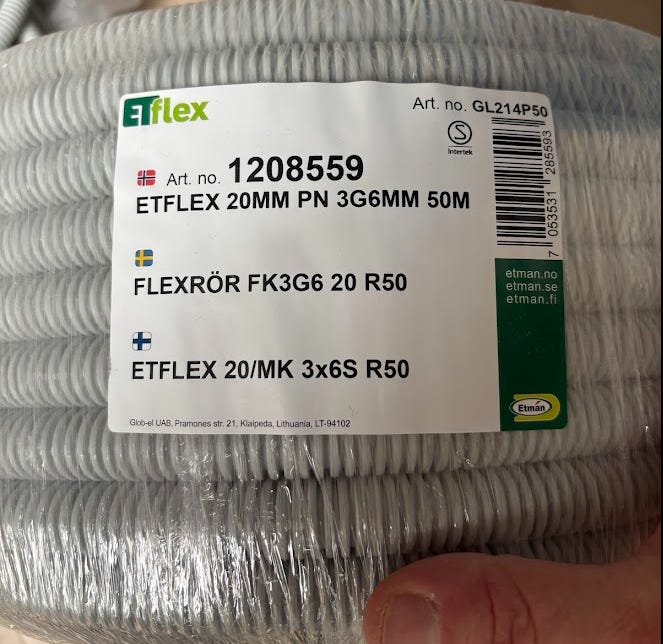 ETflex
Art. no. GL214P50
Intertek
Art. no. 1208559
ETFLEX 20MM PN 3G6MM 50M
7 053531 285593
FLEXRÖR FK3G6 20 R50
etman.no
etman.se
etman.fi
ETFLEX 20/MK 3x6S R50
Etman
Glob-el UAB, Pramones str. 21, Klaipeda, Lithuania, LT-94102